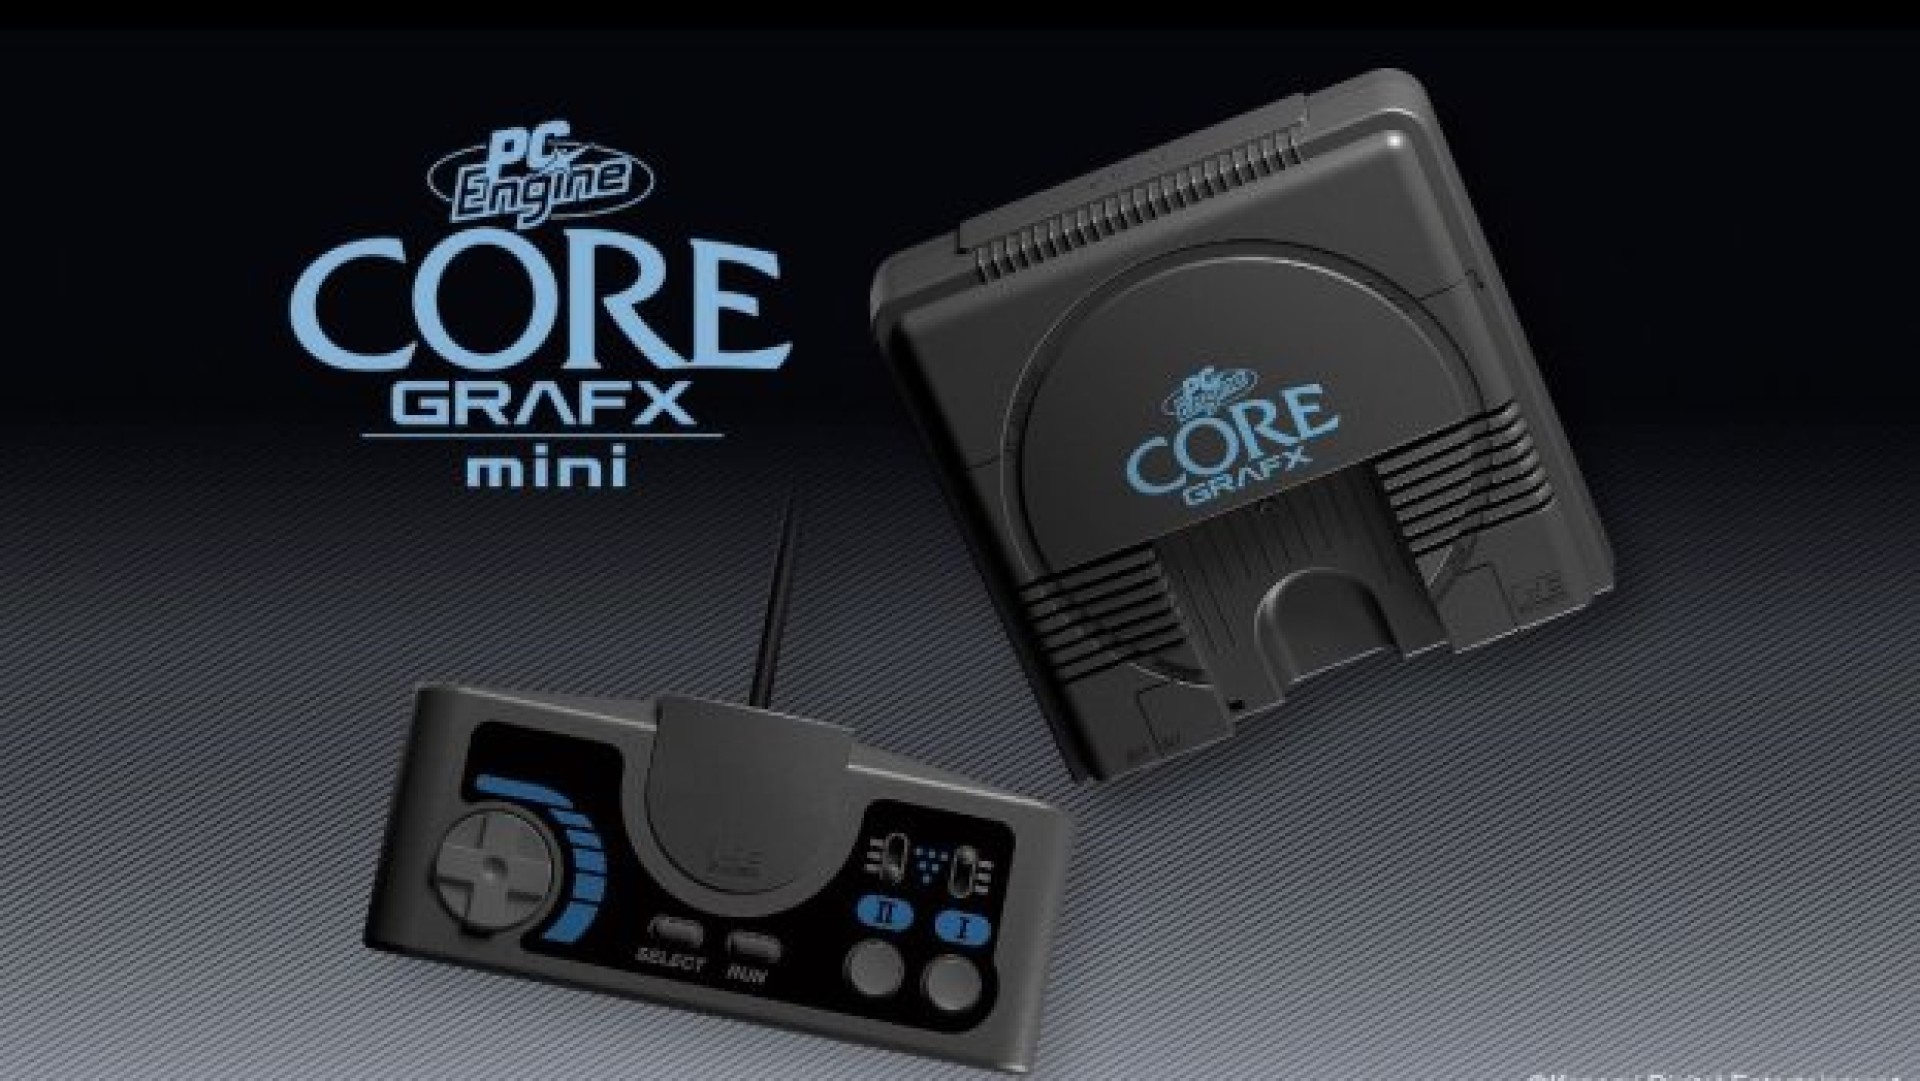 PC Engine
CORE
GRAFX
mini
PC Engine
CORE
GRAFX
II I
SELECT RUN